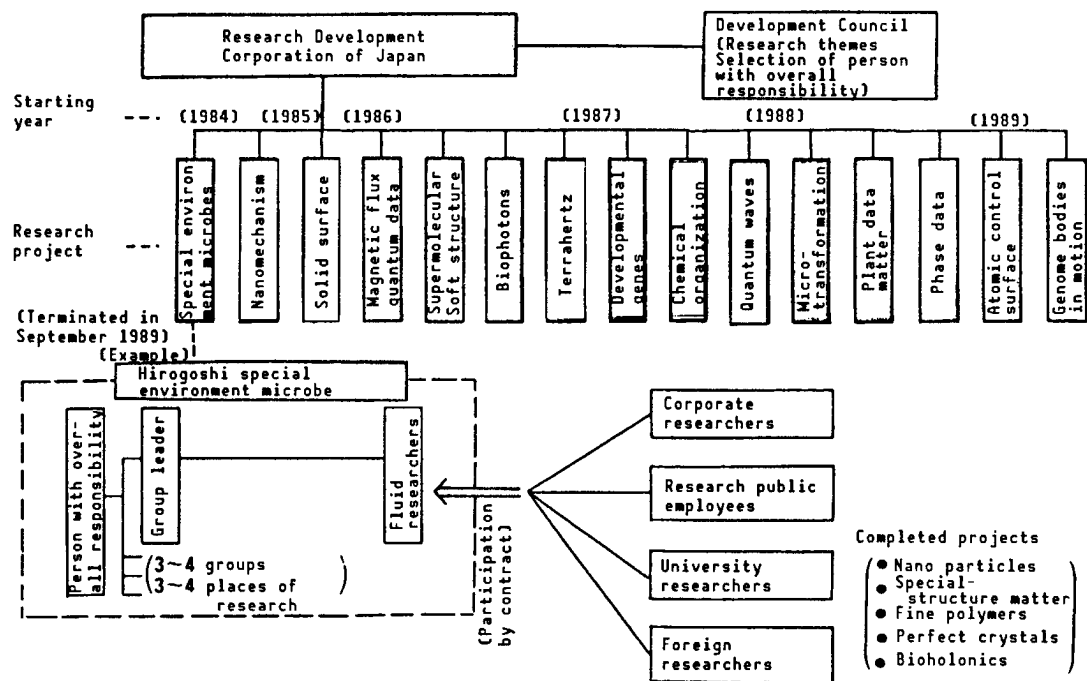 Research Development
Corporation of Japan
Development Council
(Research themes
Selection of person
with overall
responsibility)
Starting
year
(1984)
(1985)
(1986)
(1987)
(1988)
(1989)
Research
project
Special environ-
ment microbes
Nanomechanism
Solid surface
Magnetic flux
quantum data
Supermolecular
Soft structure
Biophotons
Terrahertz
Developmental
genes
Chemical
organization
Quantum waves
Micro-
transformation
Plant data
matter
Phase data
Atomic control
surface
Genome bodies
in motion
(Terminated in
September 1989)
(Example)
Hirogoshi special
environment microbe
Person with over-
all responsibility
Group leader
Fluid
researchers
(3~4 groups
3~4 places of
research)
(Participation
by contract)
Corporate
researchers
Research public
employees
University
researchers
Foreign
researchers
Completed projects
● Nano particles
● Special-
structure matter
● Fine polymers
● Perfect crystals
● Bioholonics